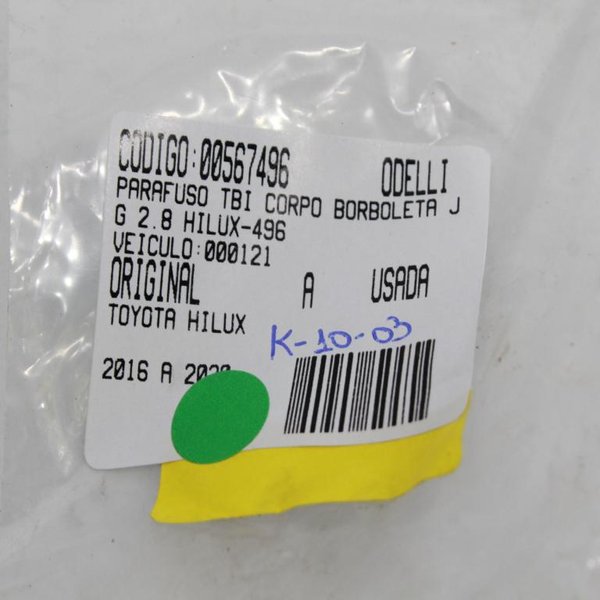 CODIGO:00567496 ODELLI
PARAFUSO TBI CORPO BORBOLETA J
G 2.8 HILUX-496
VEICULO:000121
ORIGINAL A USADA
TOYOTA HILUX
K-10-03
2016 A